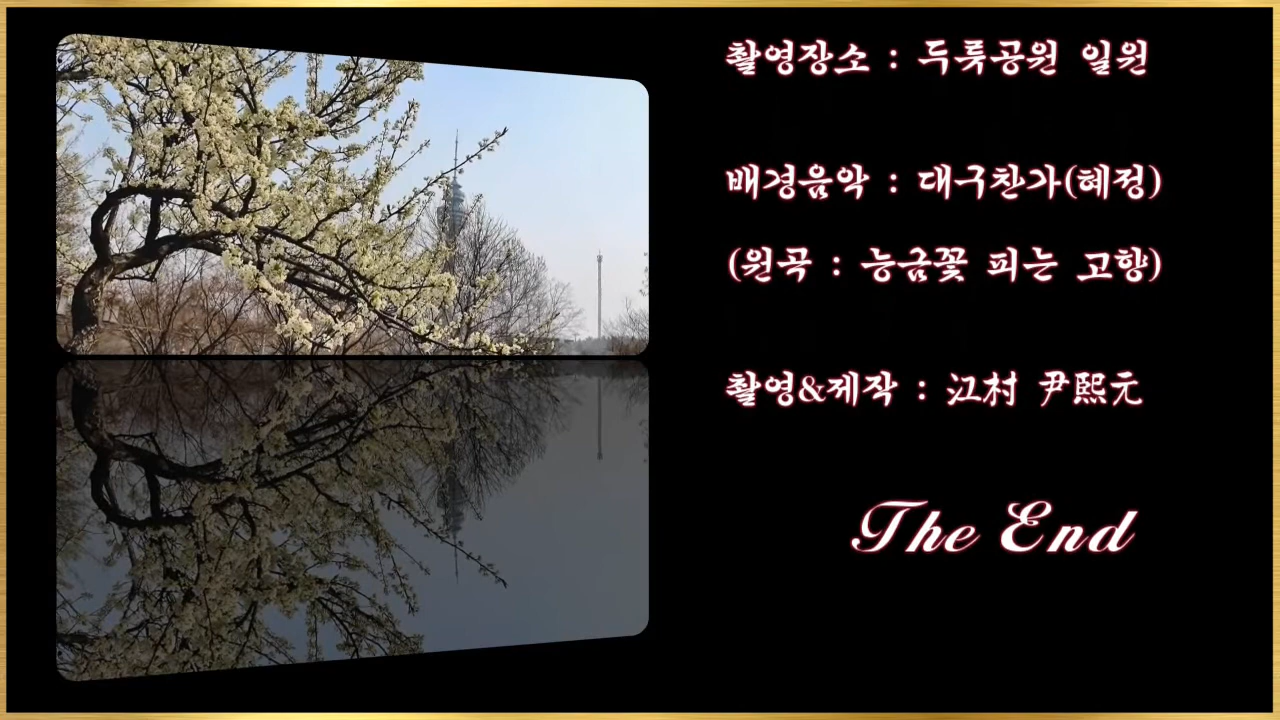 촬영장소 : 두룩공원 일원
배경음악 : 대구찬가(혜정)
(원곡 : 능금꽃 피는 고향)
촬영&제작 : 江村 尹熙元
The End